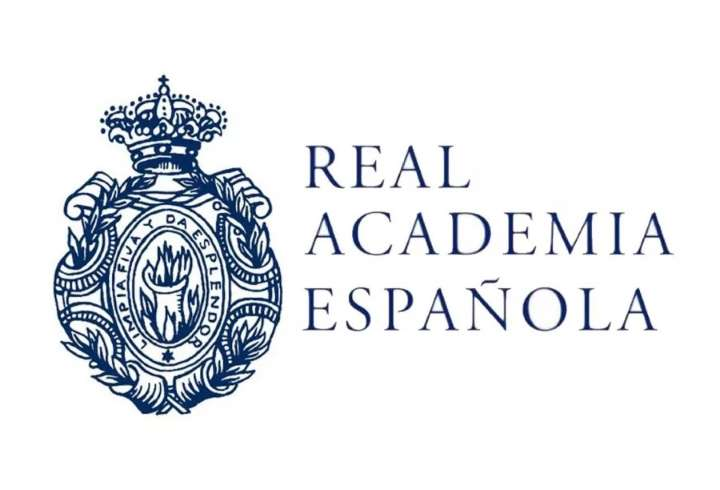 LIMPIA FIJA Y DA ESPLENDOR
REAL
ACADEMIA
ESPAÑOLA